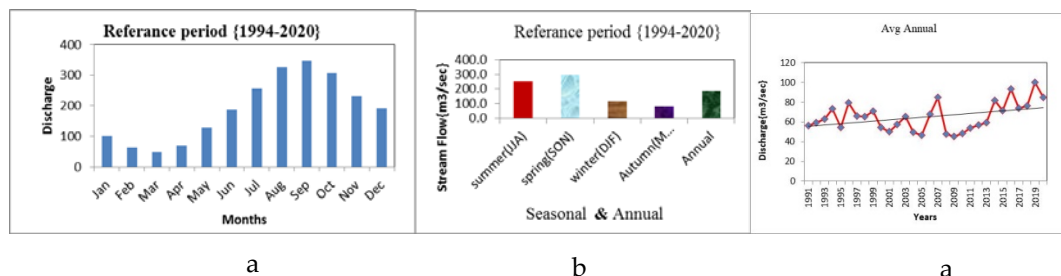 Referance period {1994-2020}
400
300
200
100
0
Discharge
Jan Feb Mar Apr May Jun Jul Aug Sep Oct Nov Dec
Months
Referance period {1994-2020}
400.0
300.0
200.0
100.0
0.0
Stream Flow{m3/sec}
summer(JJA) spring(SON) winter(DJF) Autumn(M... Annual
Seasonal & Annual
Avg Annual
120
100
80
60
40
20
0
Discharge{m3/sec}
1991 1993 1995 1997 1999 2001 2003 2005 2007 2009 2011 2013 2015 2017 2019
Years
a b a